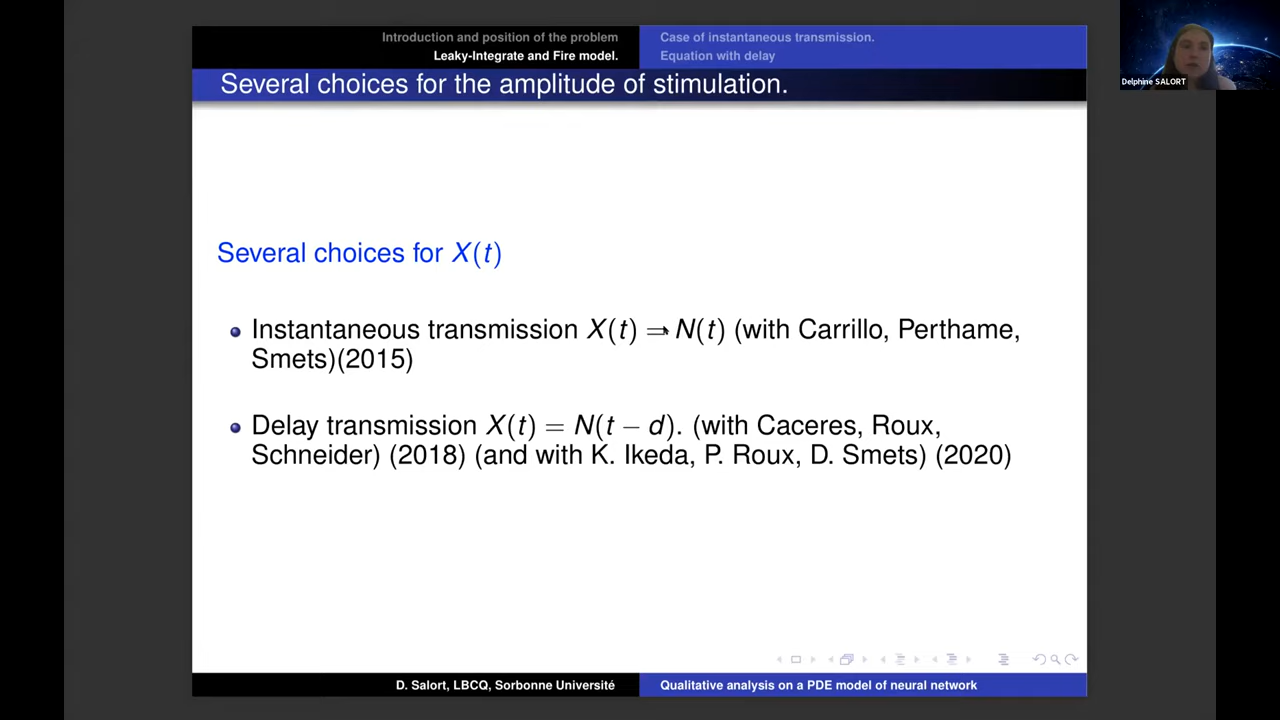 Introduction and position of the problem
Leaky-Integrate and Fire model.
Case of instantaneous transmission.
Equation with delay
Several choices for the amplitude of stimulation.
Delphine SALORT
Several choices for X(t)
Instantaneous transmission X(t) = N(t) (with Carrillo, Perthame,
Smets)(2015)
Delay transmission X(t) = N(t − d). (with Caceres, Roux,
Schneider) (2018) (and with K. Ikeda, P. Roux, D. Smets) (2020)
D. Salort, LBCQ, Sorbonne Université
Qualitative analysis on a PDE model of neural network